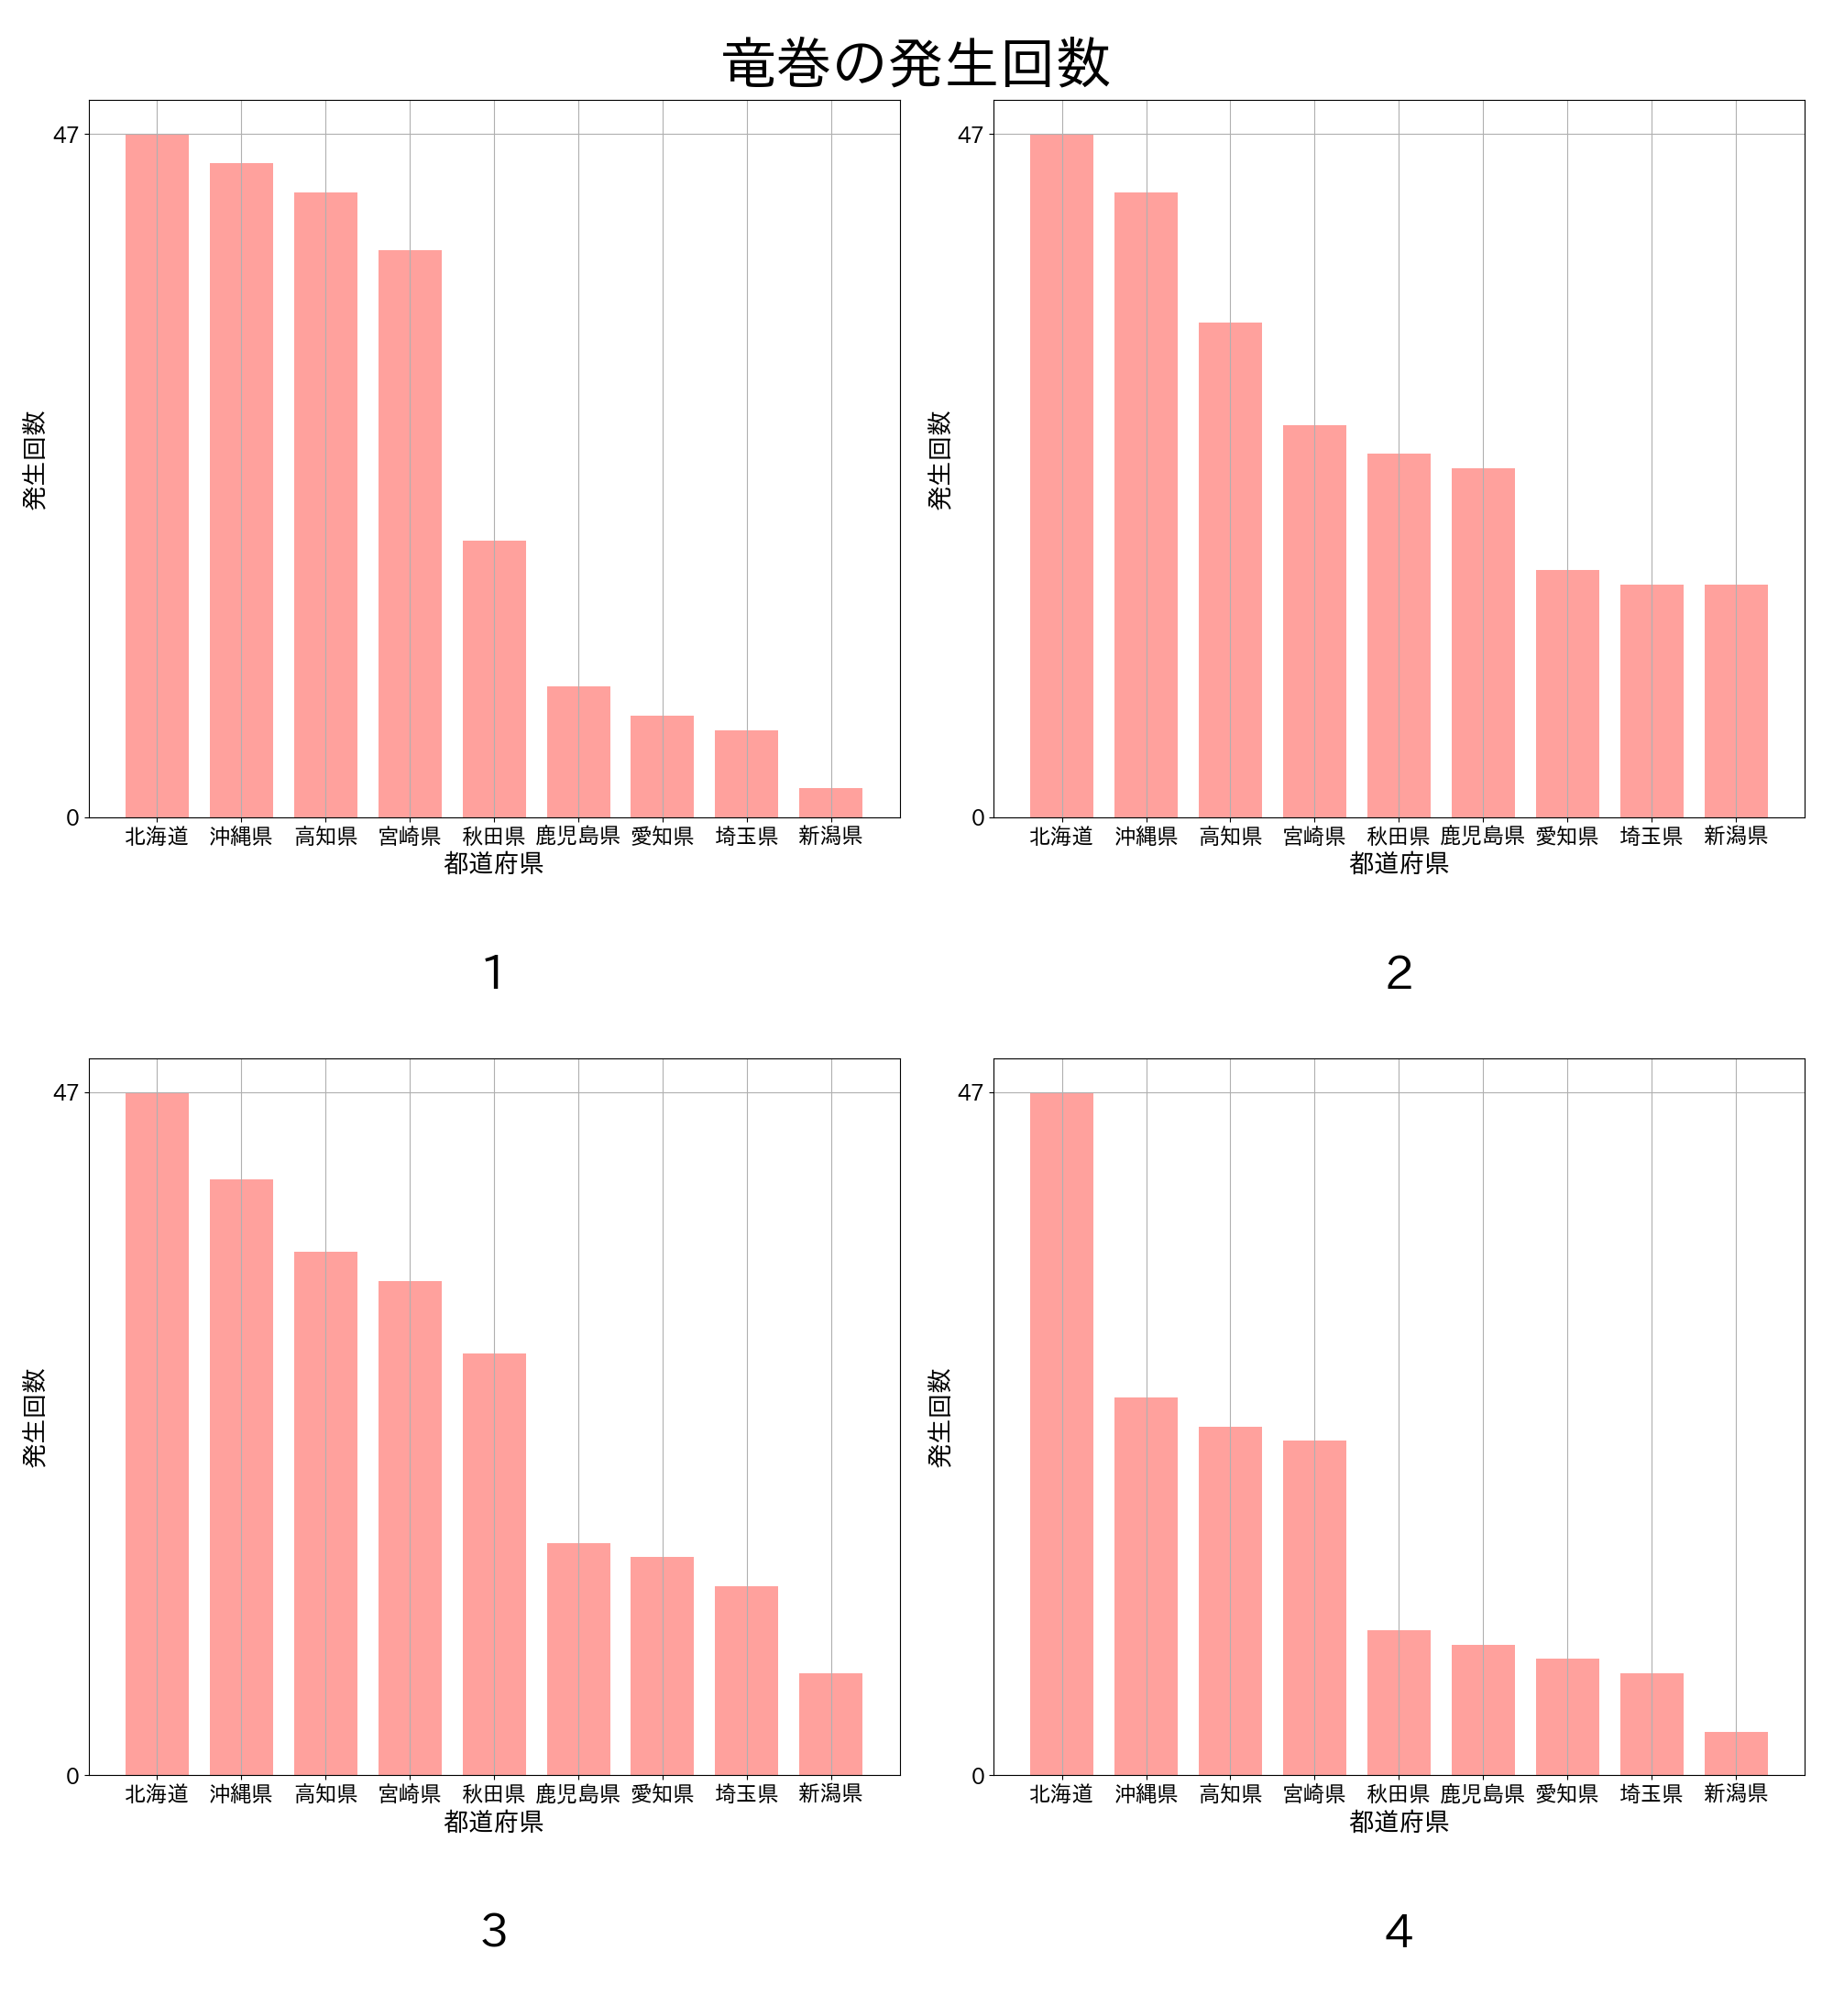 竜巻の発生回数
47
発生回数
0
北海道 沖縄県 高知県 宮崎県 秋田県 鹿児島県 愛知県 埼玉県 新潟県
都道府県
1
47
発生回数
0
北海道 沖縄県 高知県 宮崎県 秋田県 鹿児島県 愛知県 埼玉県 新潟県
都道府県
2
47
発生回数
0
北海道 沖縄県 高知県 宮崎県 秋田県 鹿児島県 愛知県 埼玉県 新潟県
都道府県
3
47
発生回数
0
北海道 沖縄県 高知県 宮崎県 秋田県 鹿児島県 愛知県 埼玉県 新潟県
都道府県
4